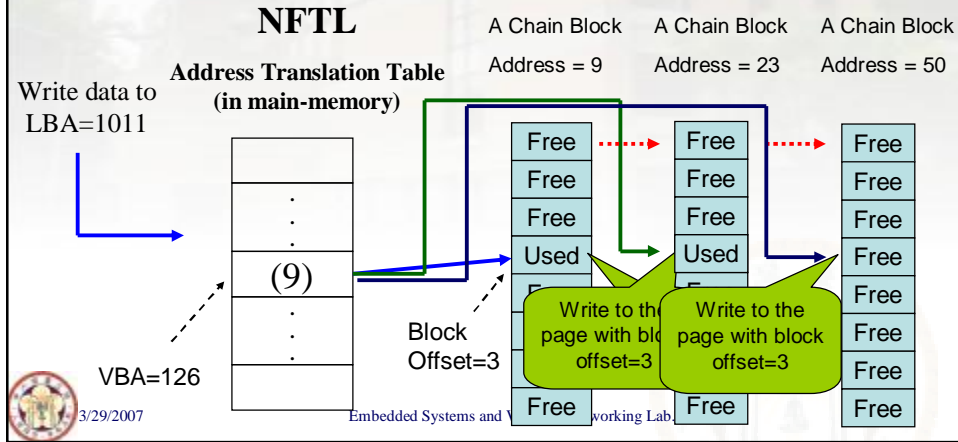 NFTL
A Chain Block
Address = 9
A Chain Block
Address = 23
A Chain Block
Address = 50
Write data to
LBA=1011
Address Translation Table
(in main-memory)
.
.
.
(9)
.
.
.
VBA=126
Block
Offset=3
Free
Free
Free
Used
Free
Free
Free
Free
Used
Free
Free
Free
Free
Free
Free
Free
Free
Free
Write to the
page with block
offset=3
Write to the
page with block
offset=3
3/29/2007
Embedded Systems and
Lab.